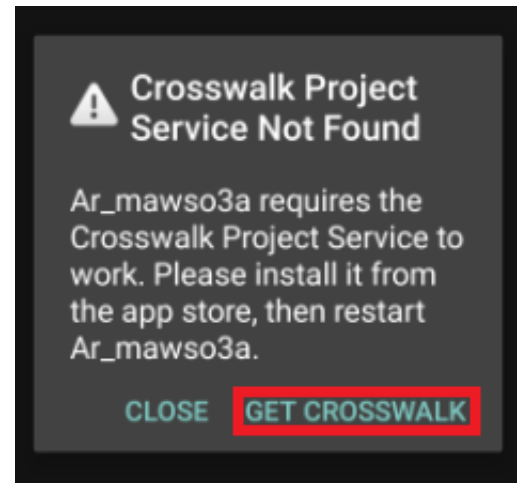 Crosswalk Project
Service Not Found
Ar_mawso3a requires the
Crosswalk Project Service to
work. Please install it from
the app store, then restart
Ar_mawso3a.
CLOSE GET CROSSWALK